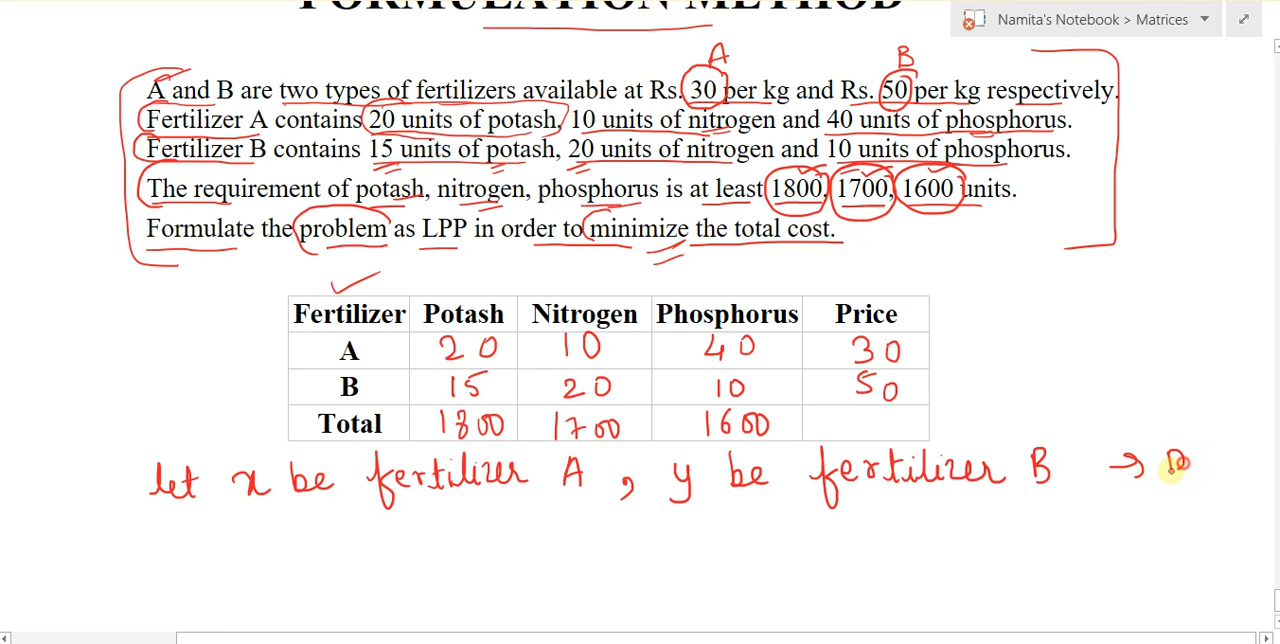 FORMULATION METHOD
Namita's Notebook > Matrices
A B
A and B are two types of fertilizers available at Rs. 30 per kg and Rs. 50 per kg respectively.
Fertilizer A contains 20 units of potash, 10 units of nitrogen and 40 units of phosphorus.
Fertilizer B contains 15 units of potash, 20 units of nitrogen and 10 units of phosphorus.
The requirement of potash, nitrogen, phosphorus is at least 1800, 1700, 1600 units.
Formulate the problem as LPP in order to minimize the total cost.
Fertilizer Potash Nitrogen Phosphorus Price
A 20 10 40 30
B 15 20 10 50
Total 1800 1700 1600
let x be fertilizer A , y be fertilizer B →